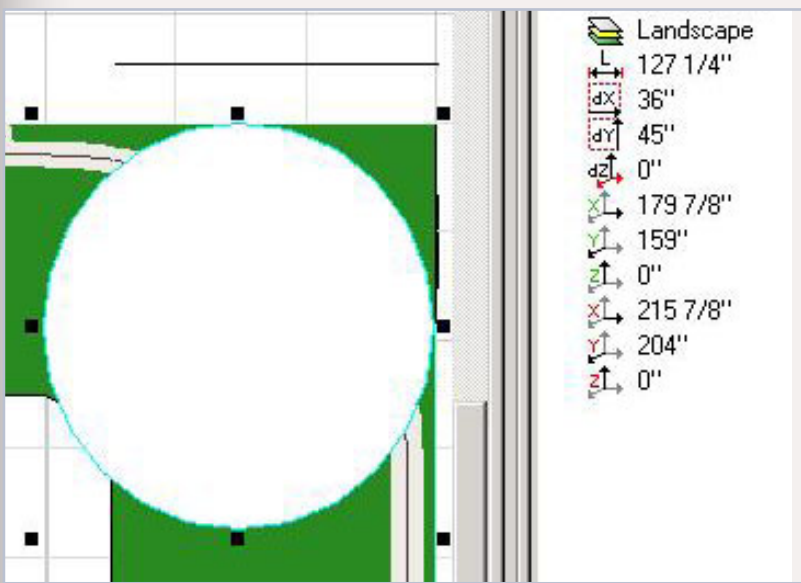 Landscape
L 127 1/4"
dX 36"
dY 45"
dZ 0"
X 179 7/8"
Y 159"
Z 0"
X 215 7/8"
Y 204"
Z 0"